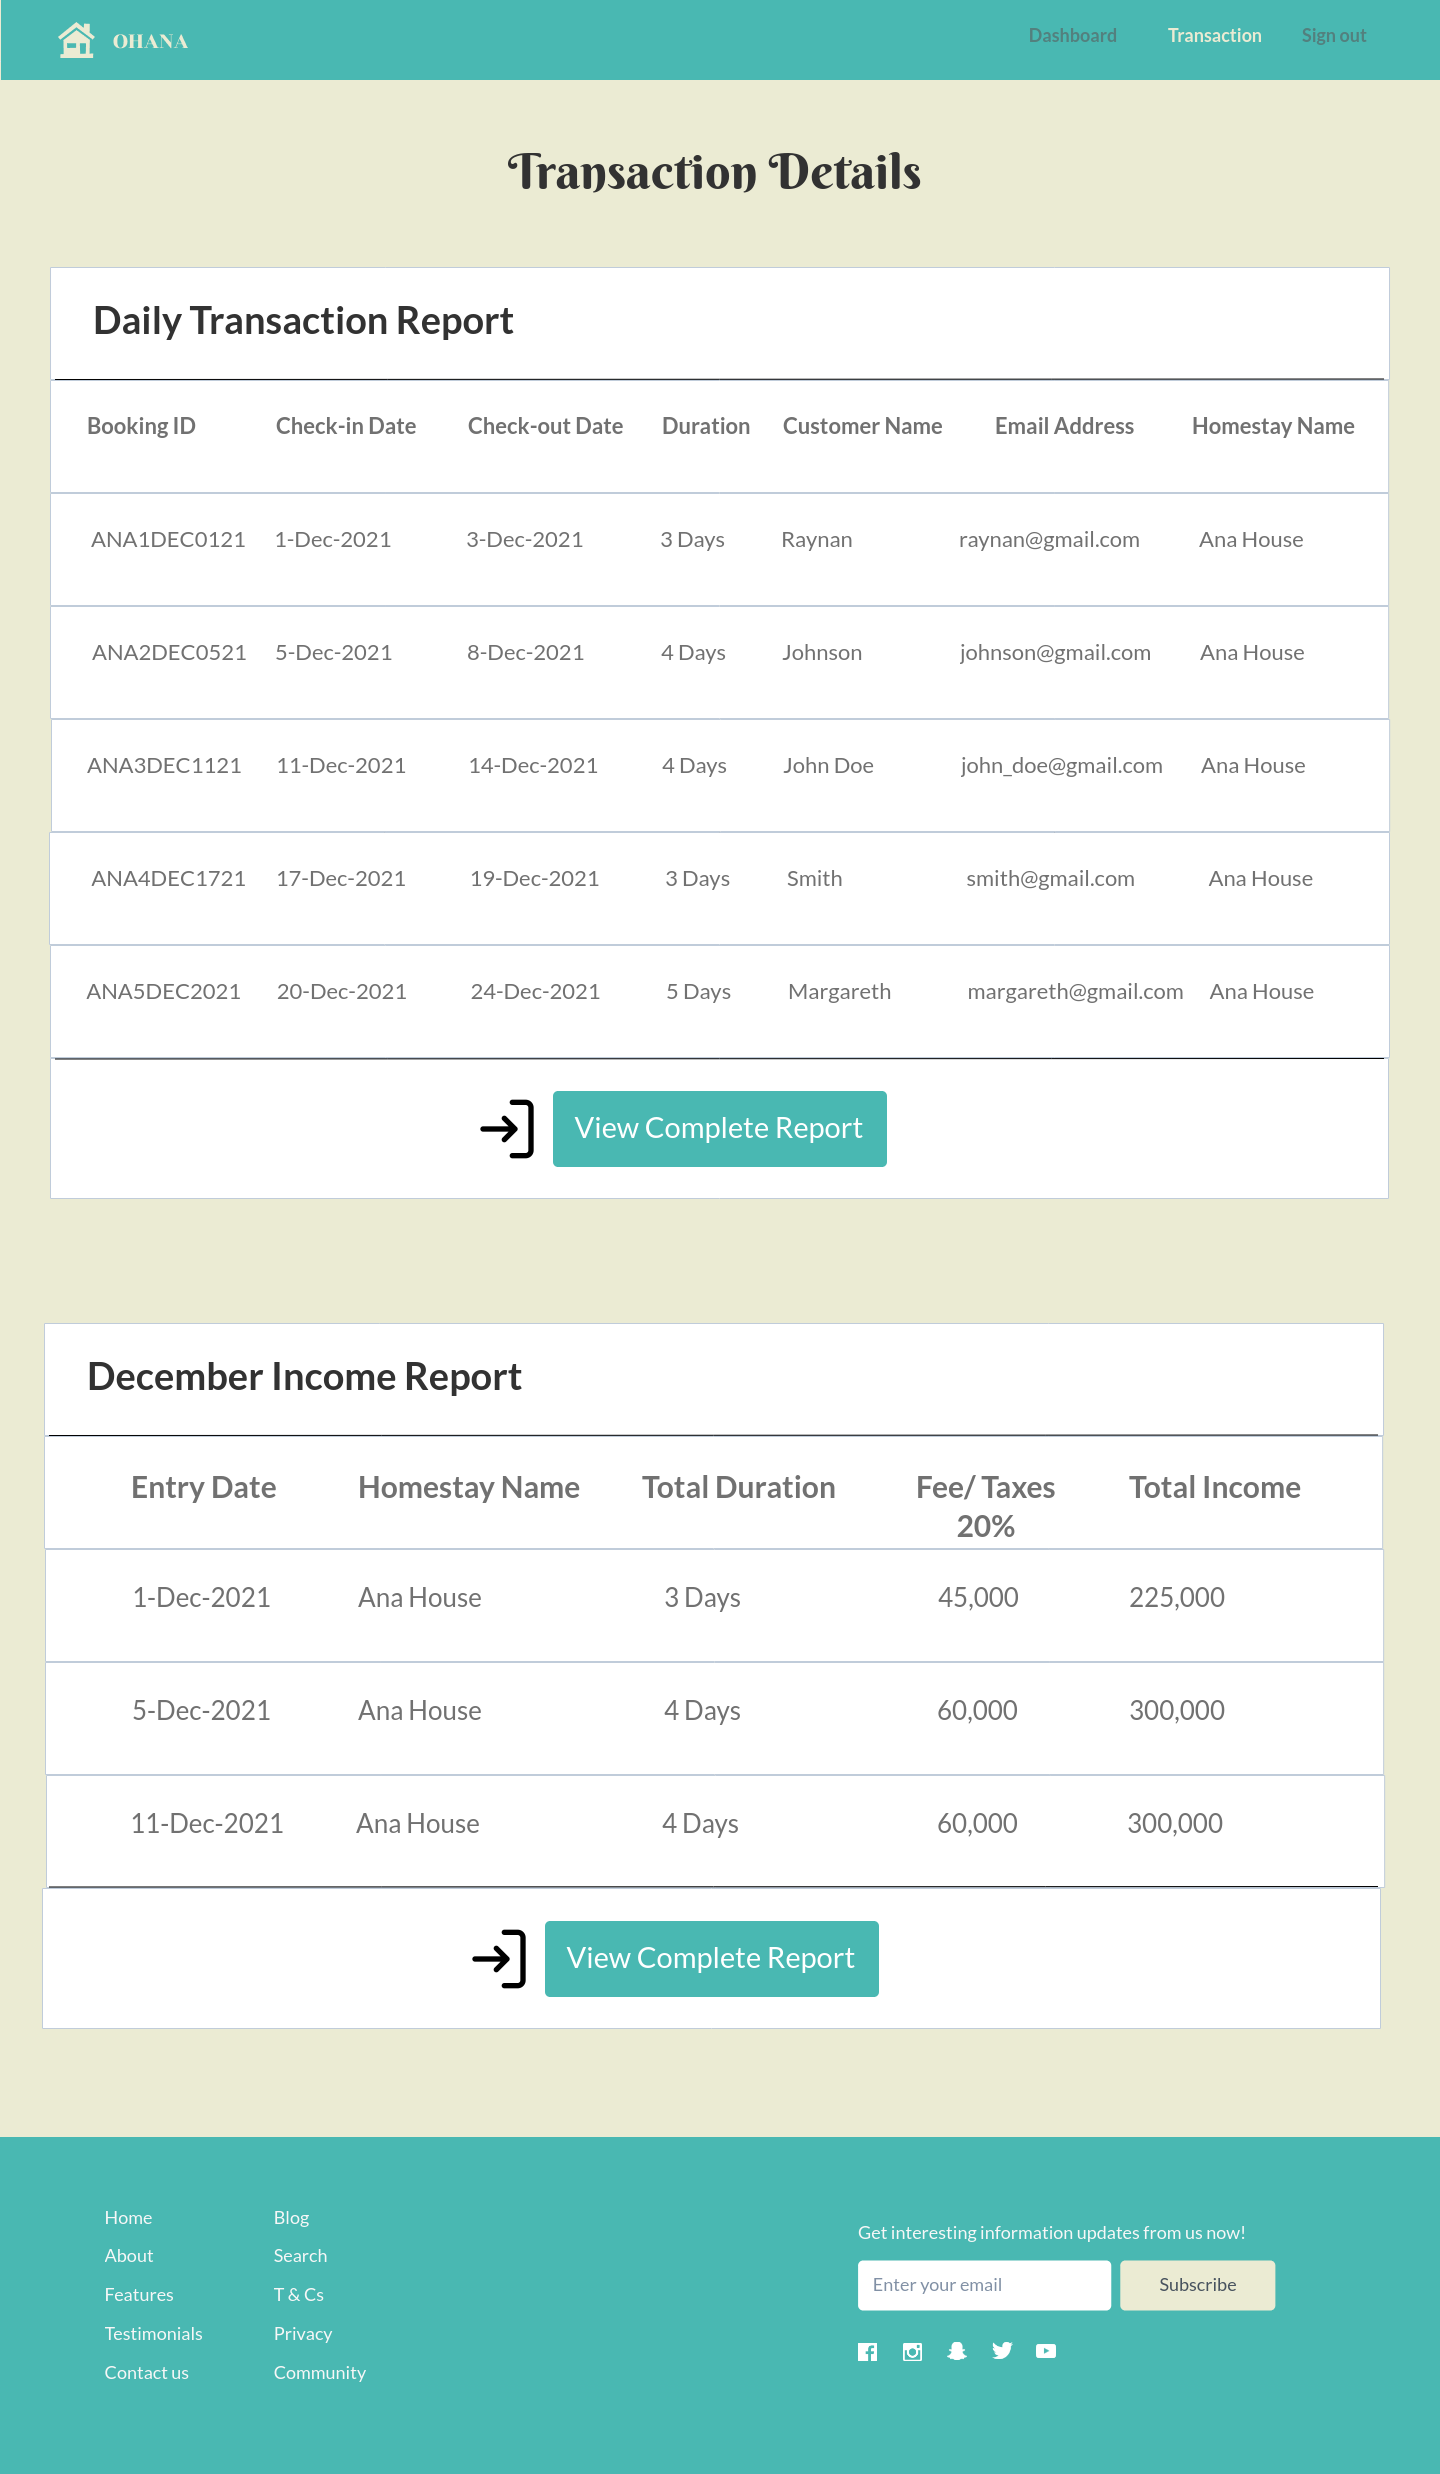 OHANA Dashboard Transaction Sign out
Transaction Details
Daily Transaction Report
Booking ID Check-in Date Check-out Date Duration Customer Name Email Address Homestay Name
ANA1DEC0121 1-Dec-2021 3-Dec-2021 3 Days Raynan raynan@gmail.com Ana House
ANA2DEC0521 5-Dec-2021 8-Dec-2021 4 Days Johnson johnson@gmail.com Ana House
ANA3DEC1121 11-Dec-2021 14-Dec-2021 4 Days John Doe john_doe@gmail.com Ana House
ANA4DEC1721 17-Dec-2021 19-Dec-2021 3 Days Smith smith@gmail.com Ana House
ANA5DEC2021 20-Dec-2021 24-Dec-2021 5 Days Margareth margareth@gmail.com Ana House
View Complete Report
December Income Report
Entry Date Homestay Name Total Duration Fee/ Taxes Total Income
20%
1-Dec-2021 Ana House 3 Days 45,000 225,000
5-Dec-2021 Ana House 4 Days 60,000 300,000
11-Dec-2021 Ana House 4 Days 60,000 300,000
View Complete Report
Home Blog
About Search
Features T & Cs
Testimonials Privacy
Contact us Community
Get interesting information updates from us now!
Enter your email Subscribe